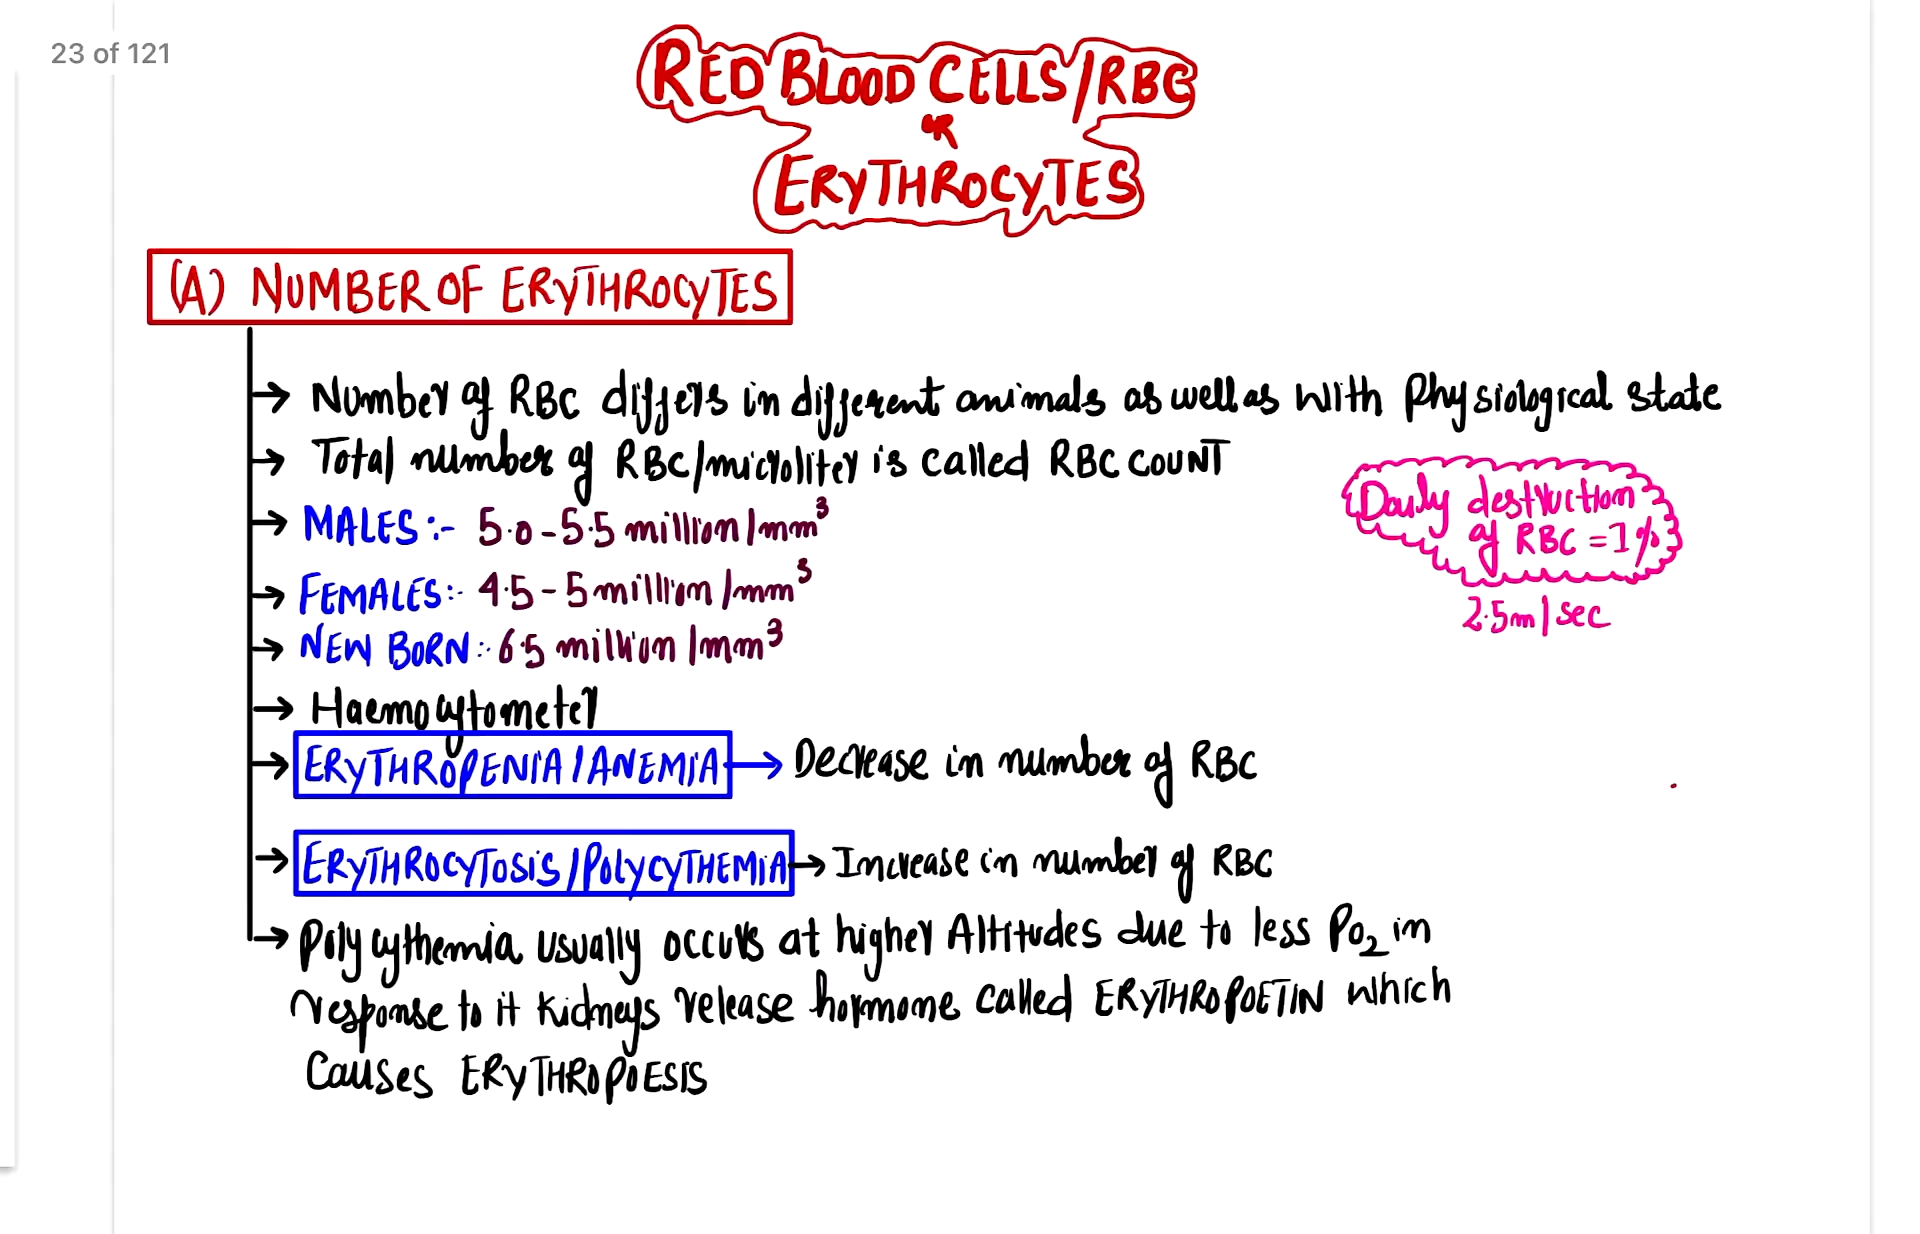 23 of 121
RED BLOOD CELLS/RBC
OR
ERYTHROCYTES
(A) NUMBER OF ERYTHROCYTES
→ Number of RBC differs in different animals as well as with Physiological state
→ Total number of RBC/microliter is called RBC COUNT
→ MALES:- 5.0-5.5 million/mm³
→ FEMALES:- 4.5-5 million/mm³
→ NEW BORN:- 6.5 million/mm³
Daily destruction
of RBC = 1%
2.5m/sec
→ Haemocytometer
→ ERYTHROPENIA/ANEMIA → Decrease in number of RBC
→ ERYTHROCYTOSIS/POLYCYTHEMIA → Increase in number of RBC
→ Polycythemia usually occurs at higher Altitudes due to less PO₂ in
response to it kidneys release hormone called ERYTHROPOETIN which
Causes ERYTHROPOESIS